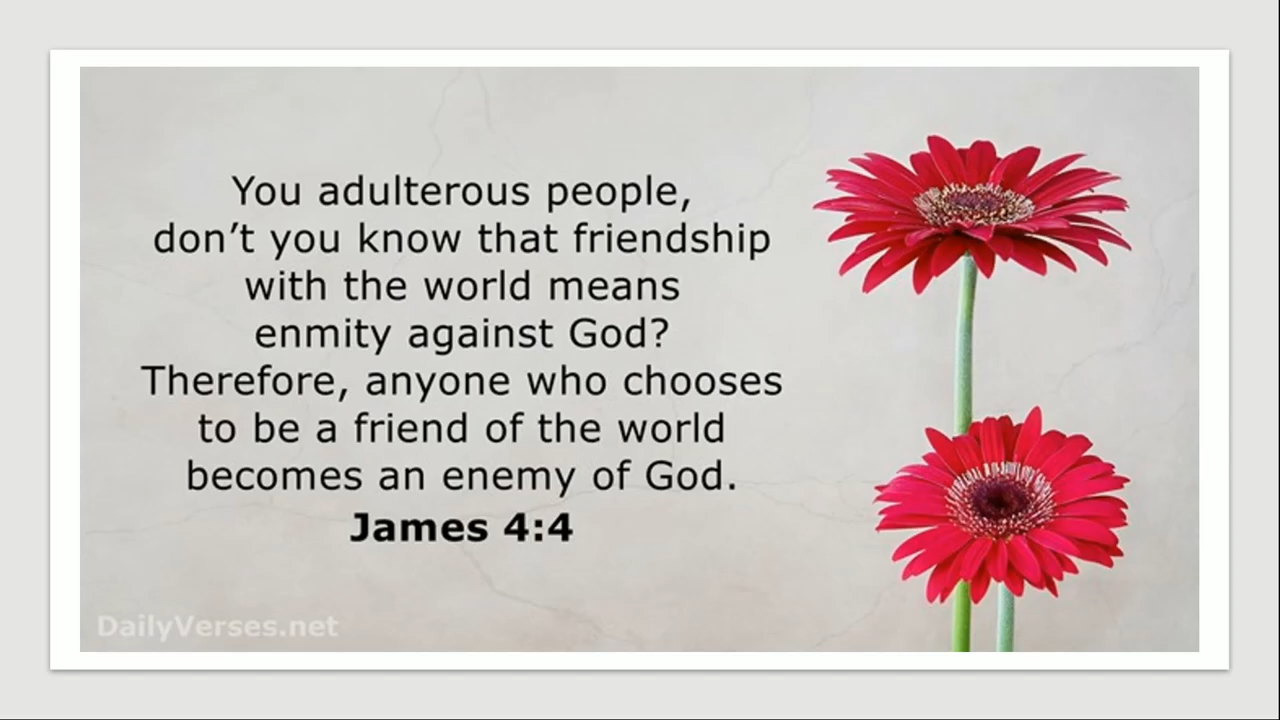 You adulterous people,
don’t you know that friendship
with the world means
enmity against God?
Therefore, anyone who chooses
to be a friend of the world
becomes an enemy of God.
James 4:4
DailyVerses.net